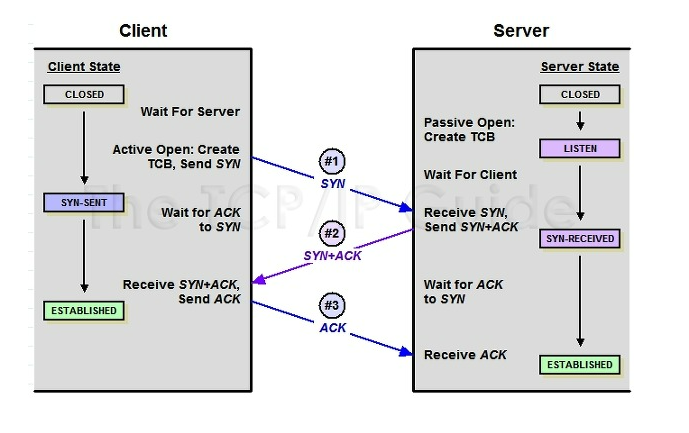 Client
Server
Client State
CLOSED
Wait For Server
Active Open: Create
TCB, Send SYN
SYN-SENT
Wait for ACK
to SYN
Receive SYN+ACK,
Send ACK
ESTABLISHED
#1
SYN
#2
SYN+ACK
#3
ACK
Server State
CLOSED
Passive Open:
Create TCB
LISTEN
Wait For Client
Receive SYN,
Send SYN+ACK
SYN-RECEIVED
Wait for ACK
to SYN
Receive ACK
ESTABLISHED
The TCP/IP Guide